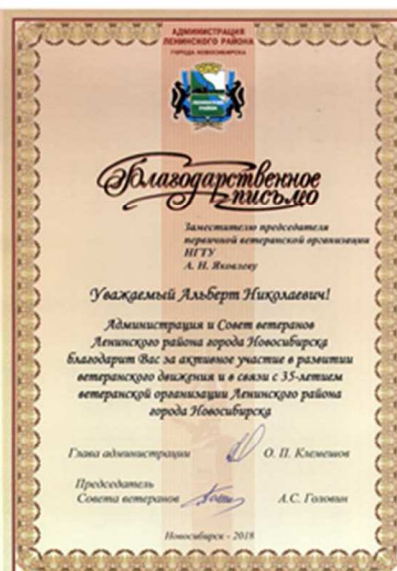 АДМИНИСТРАЦИЯ
ЛЕНИНСКОГО РАЙОНА
ГОРОДА НОВОСИБИРСКА
ЛЕНИНСКИЙ
РАЙОН
Благодарственное
письмо
Заместителю председателя
первичной ветеранской организации
НГТУ
А. Н. Яковлеву
Уважаемый Альберт Николаевич!
Администрация и Совет ветеранов
Ленинского района города Новосибирска
благодарит Вас за активное участие в развитии
ветеранского движения и в связи с 35-летием
ветеранской организации Ленинского района
города Новосибирска
Глава администрации О. П. Клемешов
Председатель
Совета ветеранов А.С. Головин
Новосибирск - 2018